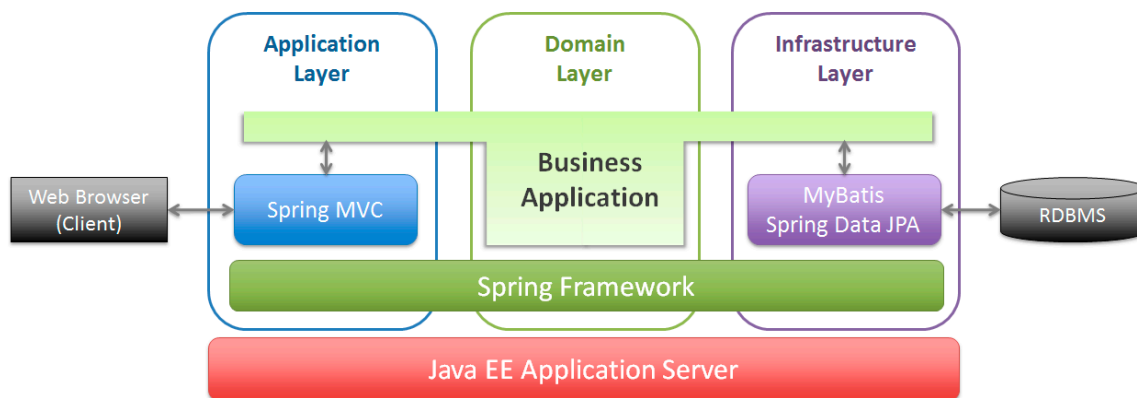 Application
Layer
Domain
Layer
Infrastructure
Layer
Business
Application
Web Browser
(Client)
Spring MVC
MyBatis
Spring Data JPA
RDBMS
Spring Framework
Java EE Application Server